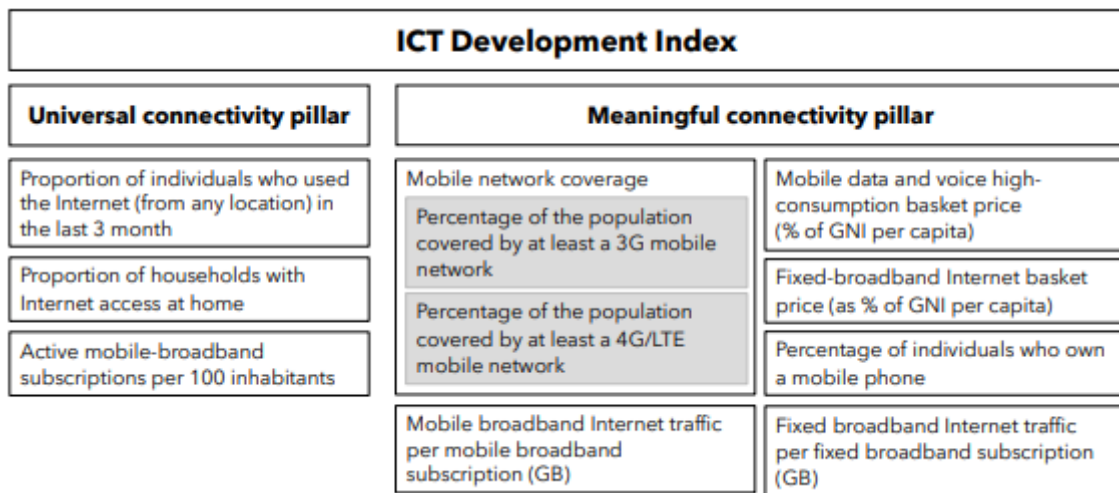 ICT Development Index
Universal connectivity pillar
Proportion of individuals who used
the Internet (from any location) in
the last 3 month
Proportion of households with
Internet access at home
Active mobile-broadband
subscriptions per 100 inhabitants
Meaningful connectivity pillar
Mobile network coverage
Percentage of the population
covered by at least a 3G mobile
network
Percentage of the population
covered by at least a 4G/LTE
mobile network
Mobile broadband Internet traffic
per mobile broadband
subscription (GB)
Mobile data and voice high-
consumption basket price
(% of GNI per capita)
Fixed-broadband Internet basket
price (as % of GNI per capita)
Percentage of individuals who own
a mobile phone
Fixed broadband Internet traffic
per fixed broadband subscription
(GB)